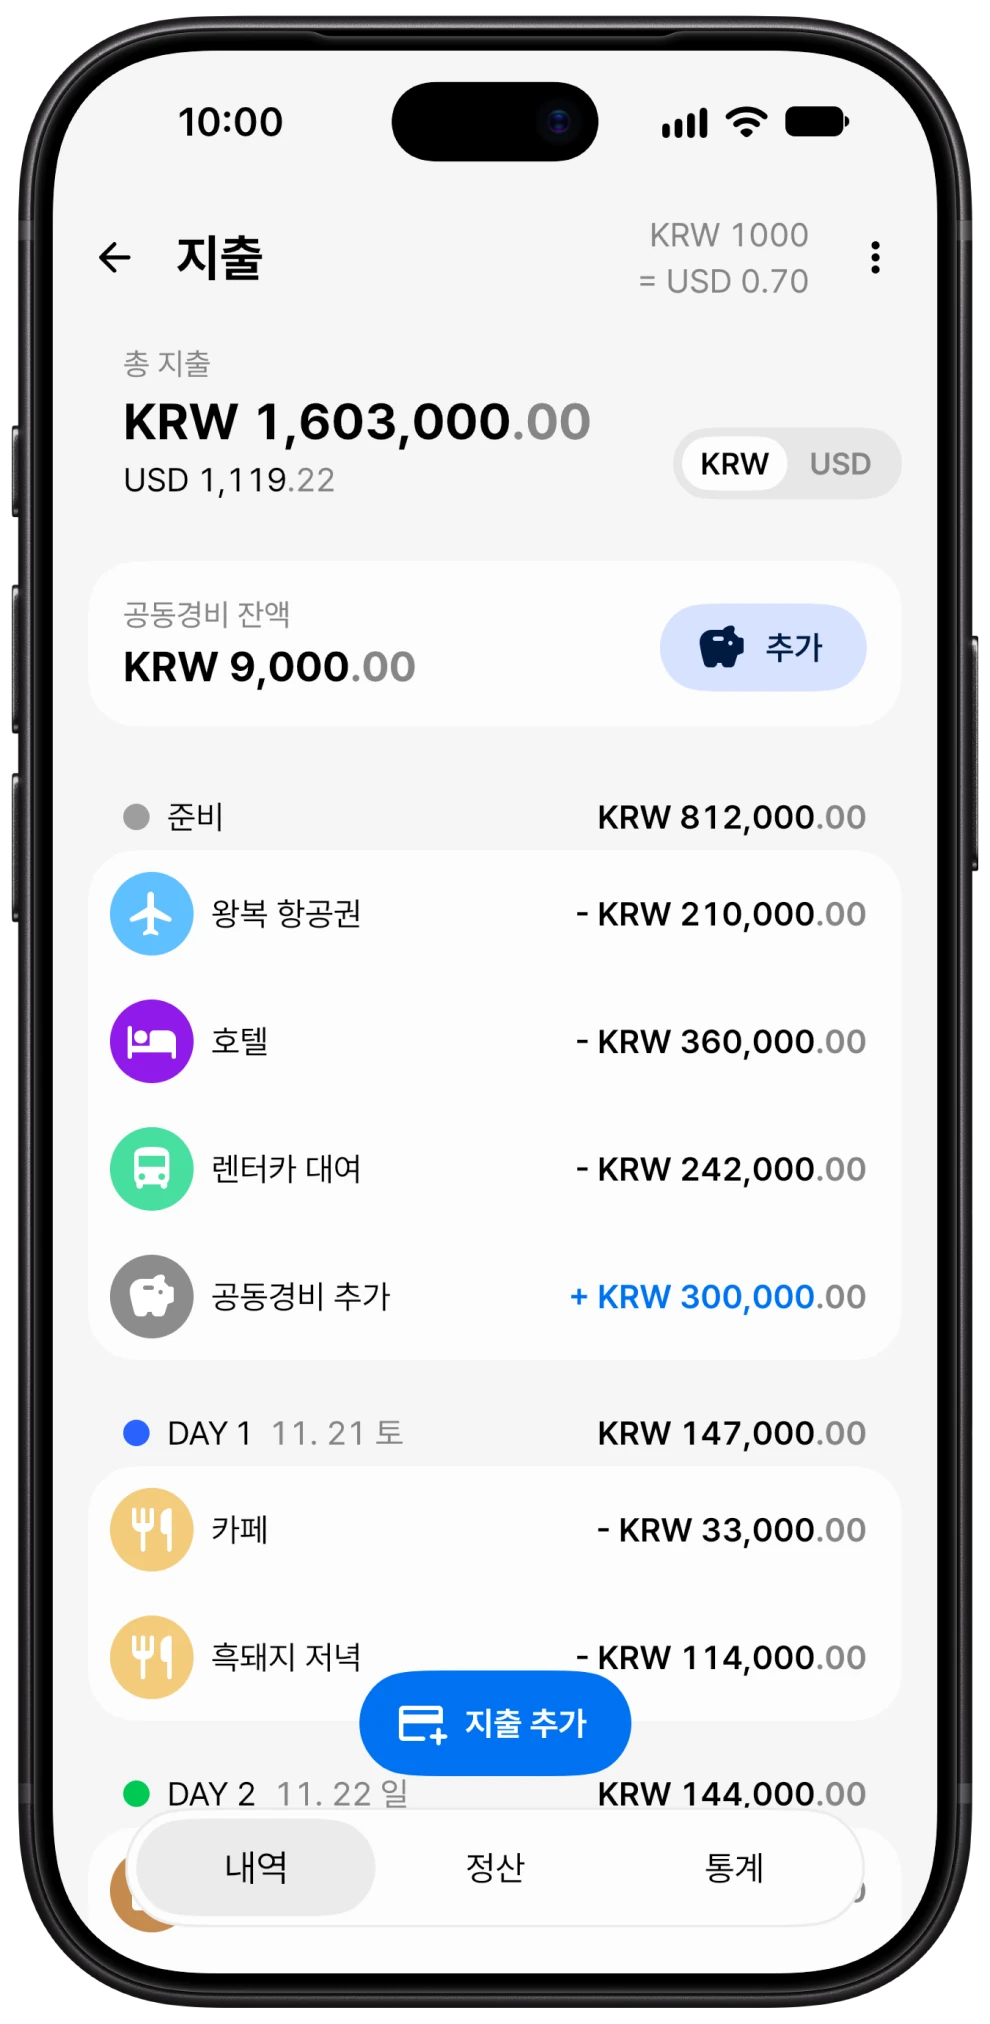 10:00
지출
KRW 1000
= USD 0.70
총 지출
KRW 1,603,000.00
USD 1,119.22
KRW USD
공동경비 잔액
KRW 9,000.00
추가
준비 KRW 812,000.00
왕복 항공권 - KRW 210,000.00
호텔 - KRW 360,000.00
렌터카 대여 - KRW 242,000.00
공동경비 추가 + KRW 300,000.00
DAY 1 11. 21 토 KRW 147,000.00
카페 - KRW 33,000.00
흑돼지 저녁 - KRW 114,000.00
지출 추가
DAY 2 11. 22 일 KRW 144,000.00
내역 정산 통계